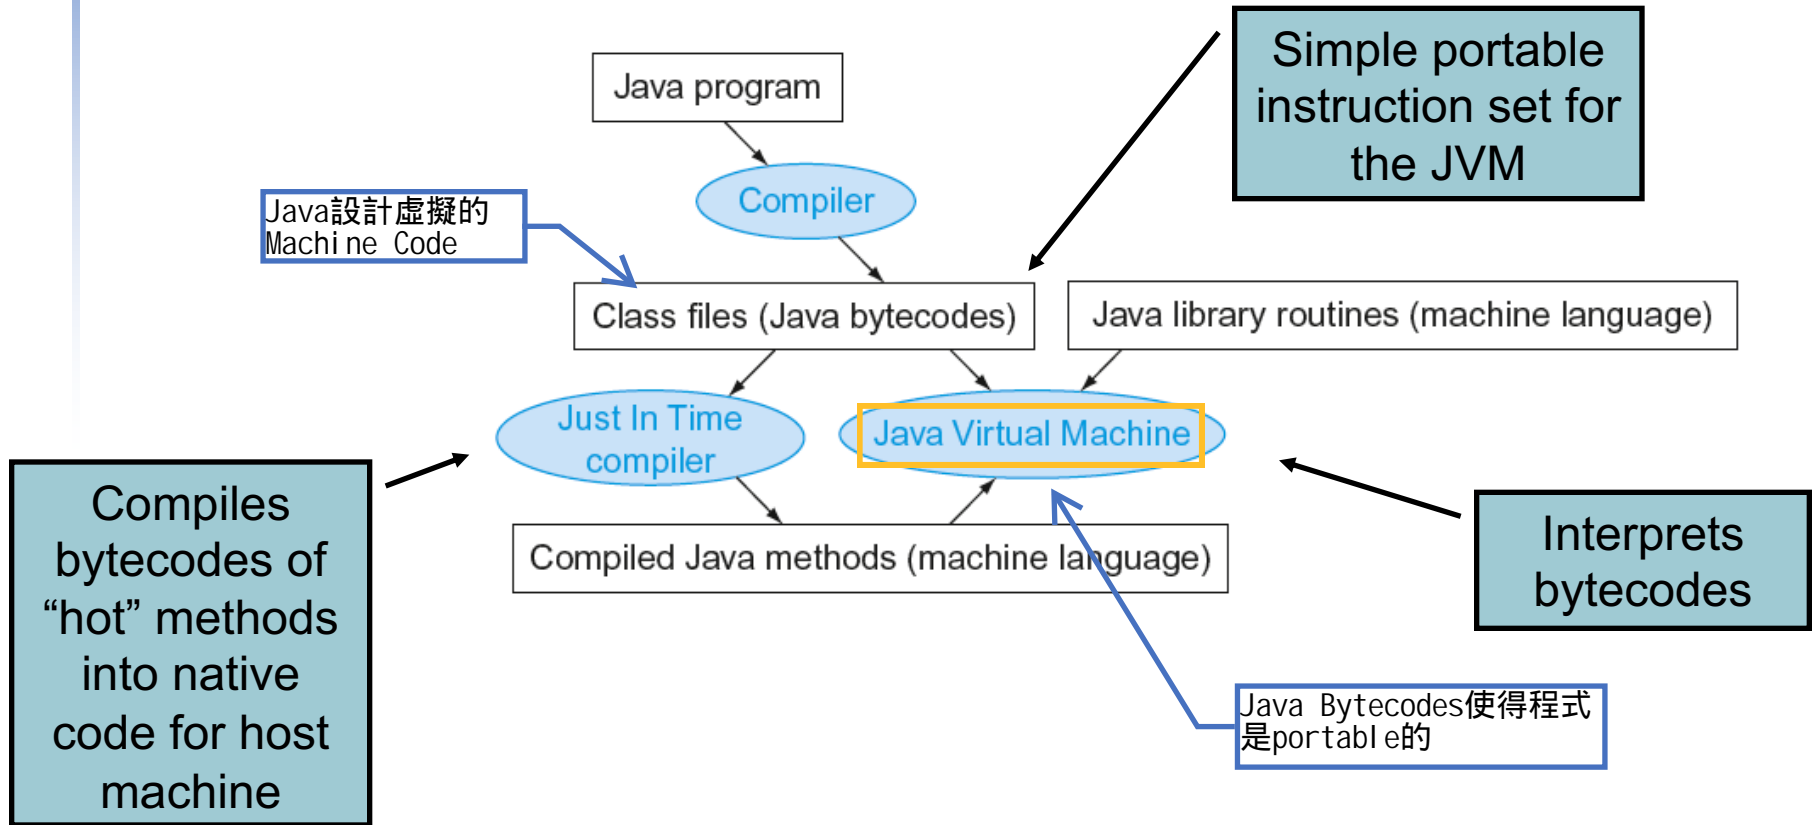 Simple portable
instruction set for
the JVM
Java program
Compiler
Java設計虛擬的
Machine Code
Class files (Java bytecodes)
Java library routines (machine language)
Just In Time
compiler
Java Virtual Machine
Compiles
bytecodes of
“hot” methods
into native
code for host
machine
Compiled Java methods (machine language)
Interprets
bytecodes
Java Bytecodes使得程式
是portable的